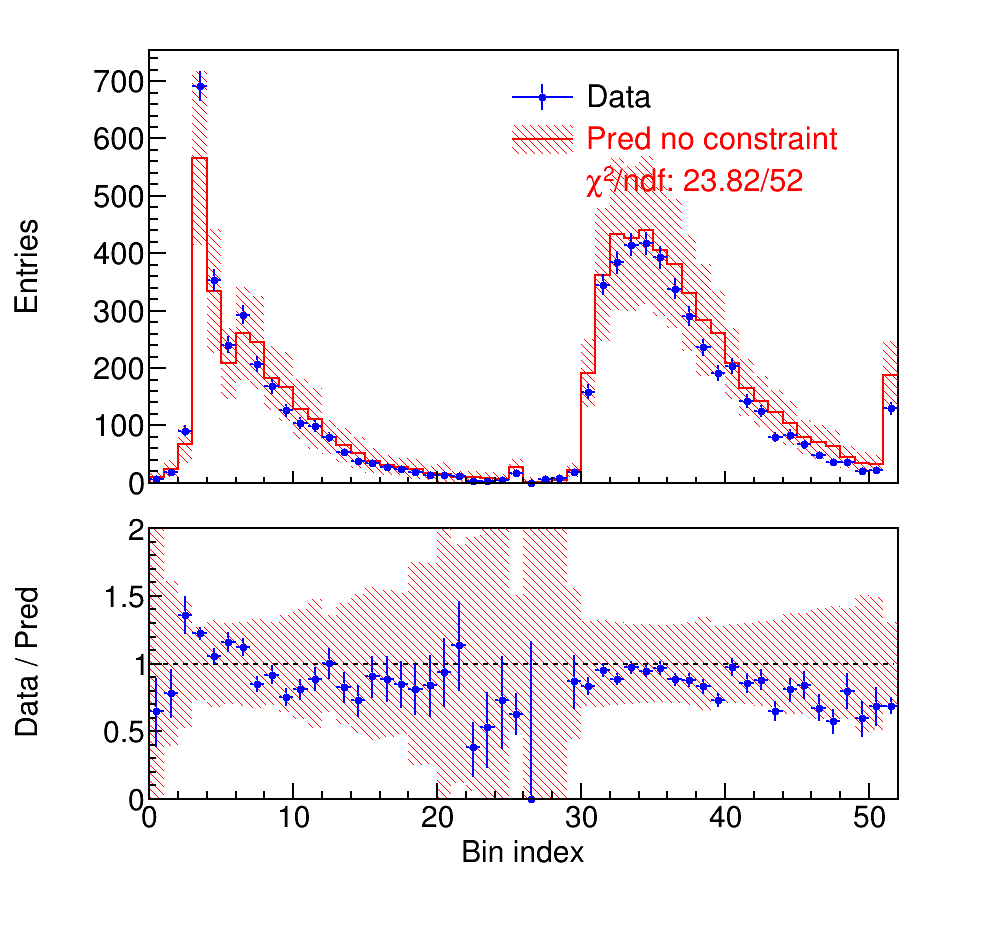 Entries
700
600
500
400
300
200
100
0
Data
Pred no constraint
χ²/ndf: 23.82/52
Data / Pred
2
1.5
1
0.5
0
0 10 20 30 40 50
Bin index